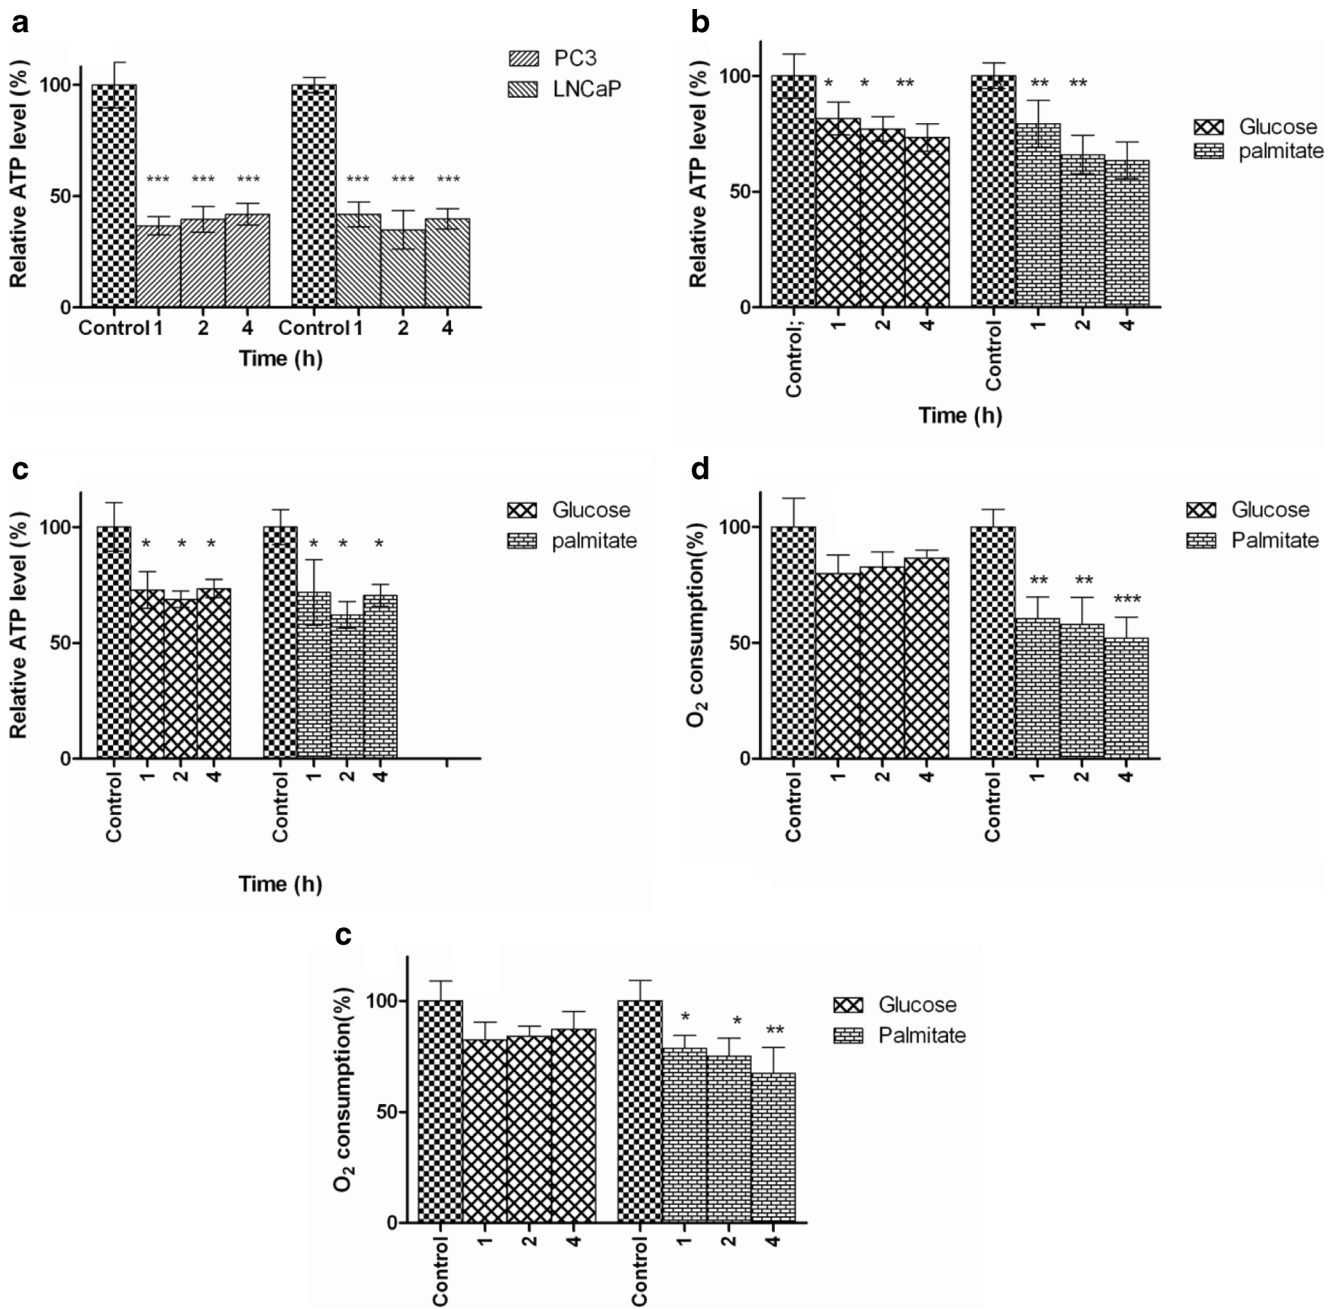 a
Relative ATP level (%)
100
50
0
*** *** *** *** *** ***
Control 1 2 4 Control 1 2 4
Time (h)
PC3
LNCaP
b
Relative ATP level (%)
100
50
0
* * ** ** **
Control; 1 2 4 Control 1 2 4
Time (h)
Glucose
palmitate
c
Relative ATP level (%)
100
50
0
* * * * * *
Control 1 2 4 Control 1 2 4
Time (h)
Glucose
palmitate
d
O2 consumption(%)
100
50
0
** ** ***
Control 1 2 4 Control 1 2 4
Glucose
Palmitate
c
O2 consumption(%)
100
50
0
* * **
Control 1 2 4 Control 1 2 4
Glucose
Palmitate